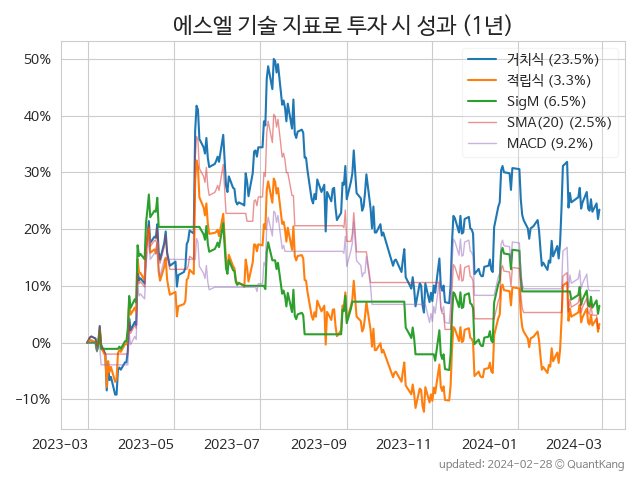 에스엘 기술 지표로 투자 시 성과 (1년)
거치식 (23.5%)
적립식 (3.3%)
SigM (6.5%)
SMA(20) (2.5%)
MACD (9.2%)
50%
40%
30%
20%
10%
0%
−10%
2023-03 2023-05 2023-07 2023-09 2023-11 2024-01 2024-03
updated: 2024-02-28 ⓒ QuantKang